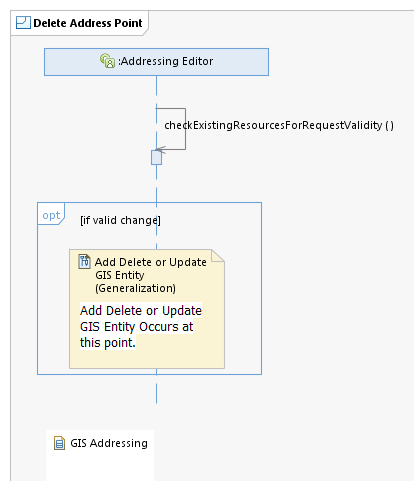 Delete Address Point
:Addressing Editor
checkExistingResourcesForRequestValidity ( )
opt
[if valid change]
Add Delete or Update
GIS Entity
(Generalization)
Add Delete or Update
GIS Entity Occurs at
this point.
GIS Addressing